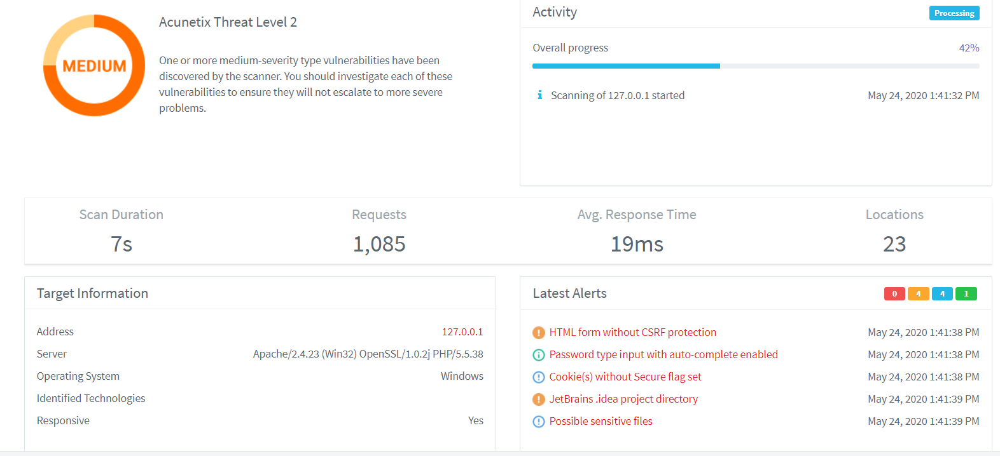 Acunetix Threat Level 2
MEDIUM
One or more medium-severity type vulnerabilities have been
discovered by the scanner. You should investigate each of these
vulnerabilities to ensure they will not escalate to more severe
problems.
Activity
Processing
Overall progress
42%
Scanning of 127.0.0.1 started
May 24, 2020 1:41:32 PM
Scan Duration
7s
Requests
1,085
Avg. Response Time
19ms
Locations
23
Target Information
Address
127.0.0.1
Server
Apache/2.4.23 (Win32) OpenSSL/1.0.2j PHP/5.5.38
Operating System
Windows
Identified Technologies
Responsive
Yes
Latest Alerts
0 4 4 1
HTML form without CSRF protection
May 24, 2020 1:41:38 PM
Password type input with auto-complete enabled
May 24, 2020 1:41:38 PM
Cookie(s) without Secure flag set
May 24, 2020 1:41:38 PM
JetBrains .idea project directory
May 24, 2020 1:41:39 PM
Possible sensitive files
May 24, 2020 1:41:39 PM